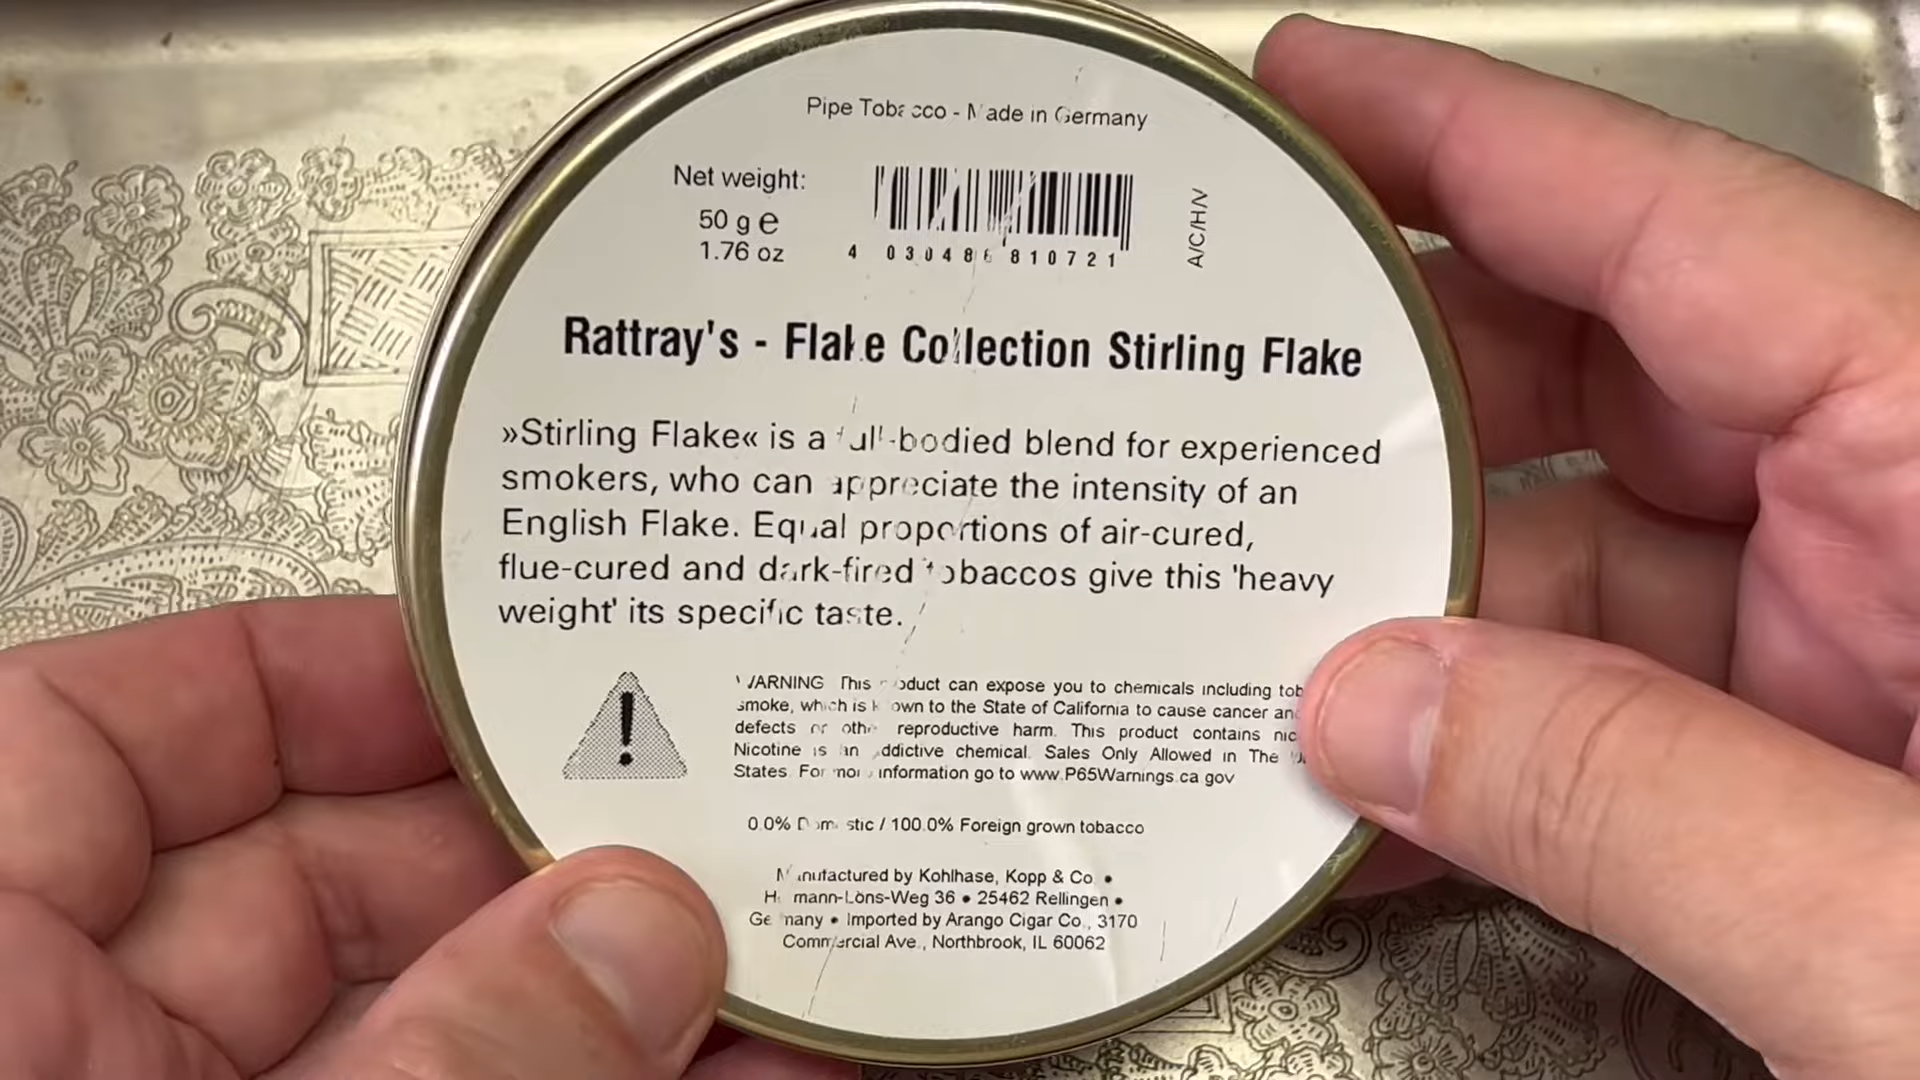 Pipe Tobacco - Made in Germany
Net weight:
50 g e
1.76 oz
4 030486 810721
A/C/H/V
Rattray's - Flake Collection Stirling Flake
»Stirling Flake« is a full-bodied blend for experienced
smokers, who can appreciate the intensity of an
English Flake. Equal proportions of air-cured,
flue-cured and dark-fired tobaccos give this 'heavy
weight' its specific taste.
WARNING This product can expose you to chemicals including
smoke, which is known to the State of California to cause cancer
defects or other reproductive harm. This product contains
Nicotine is an addictive chemical. Sales Only Allowed in The
States. For more information go to www.P65Warnings.ca.gov
0.0% Domestic / 100.0% Foreign grown tobacco
Manufactured by Kohlhase, Kopp & Co. •
Hermann-Löns-Weg 36 • 25462 Rellingen •
Germany • Imported by Arango Cigar Co., 3170
Commercial Ave., Northbrook, IL 60062